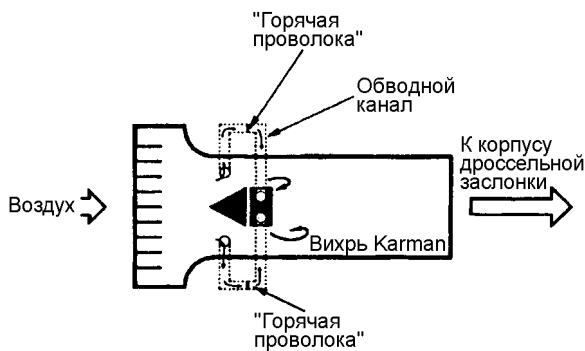 "Горячая
проволока"
Обводной
канал
К корпусу
дроссельной
заслонки
Воздух
Вихрь Karman
"Горячая
проволока"